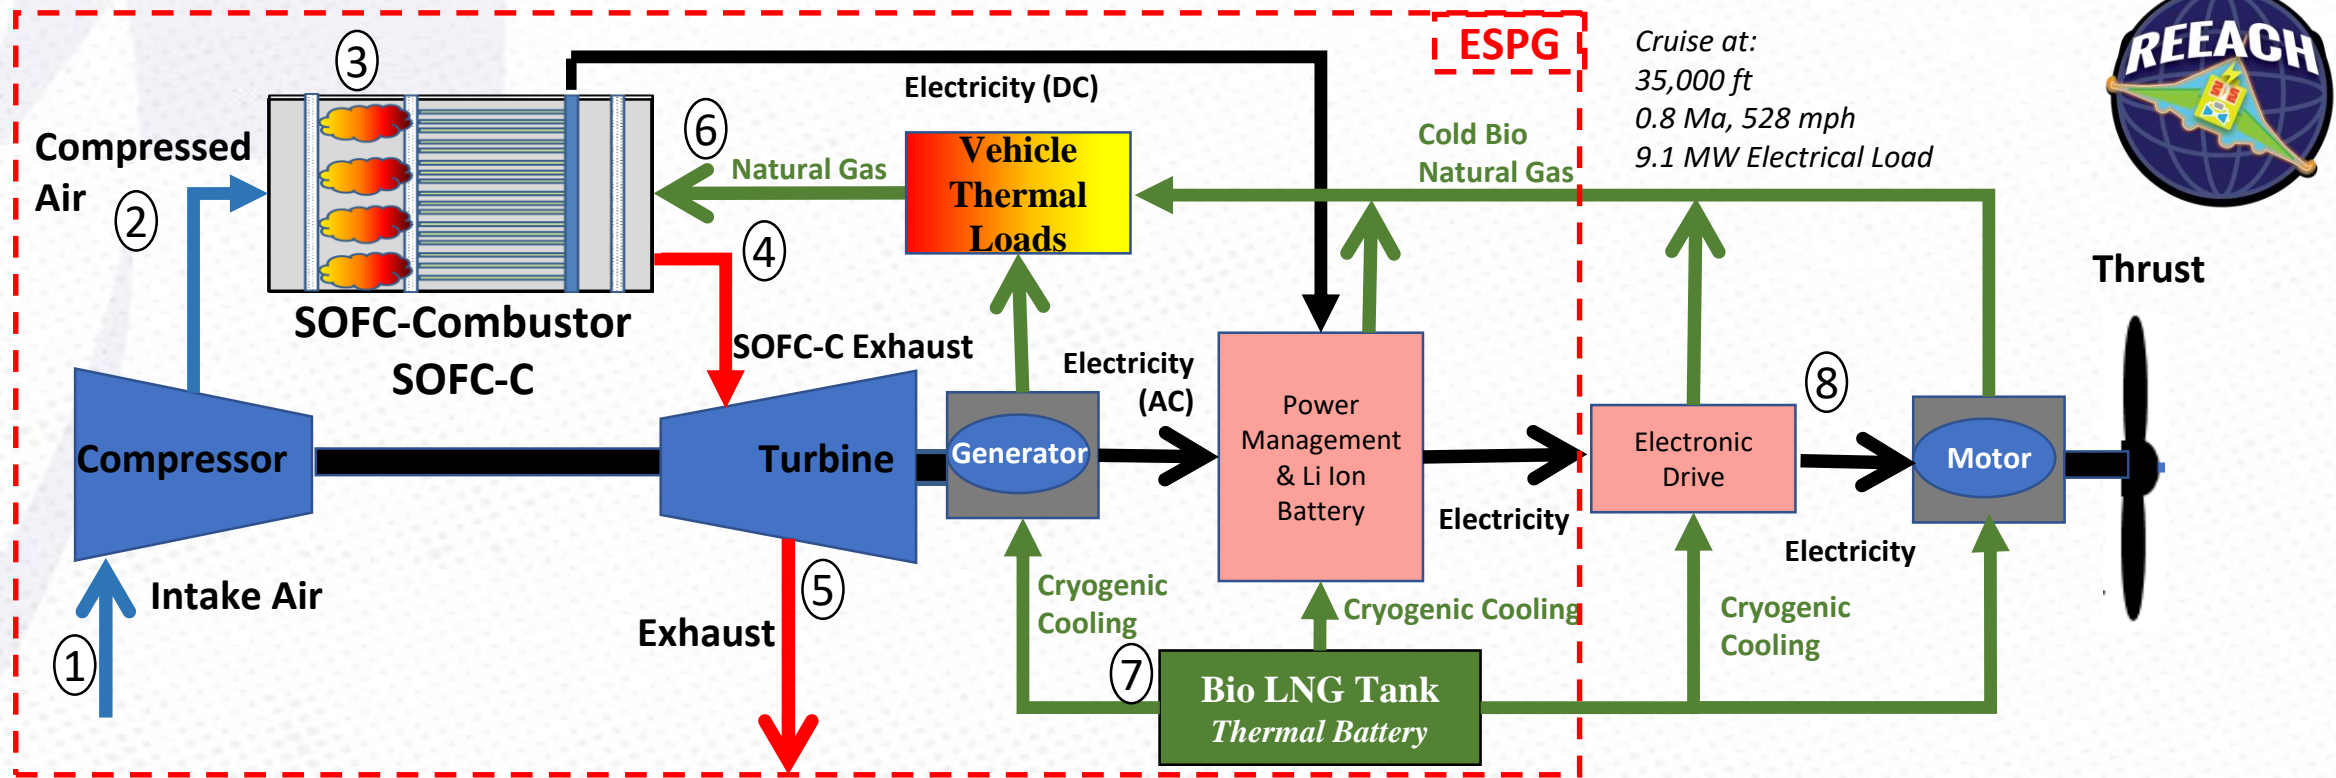 ESPG
Cruise at:
35,000 ft
0.8 Ma, 528 mph
9.1 MW Electrical Load
REEACH
3
Electricity (DC)
Compressed
Air
2
6
Natural Gas
Vehicle
Thermal
Loads
Cold Bio
Natural Gas
4
SOFC-Combustor
SOFC-C
SOFC-C Exhaust
Thrust
Electricity
(AC)
Compressor
Turbine
Generator
Power
Management
& Li Ion
Battery
Electricity
Electronic
Drive
8
Motor
Electricity
Intake Air
1
5
Exhaust
Cryogenic
Cooling
Cryogenic Cooling
Cryogenic
Cooling
7
Bio LNG Tank
Thermal Battery